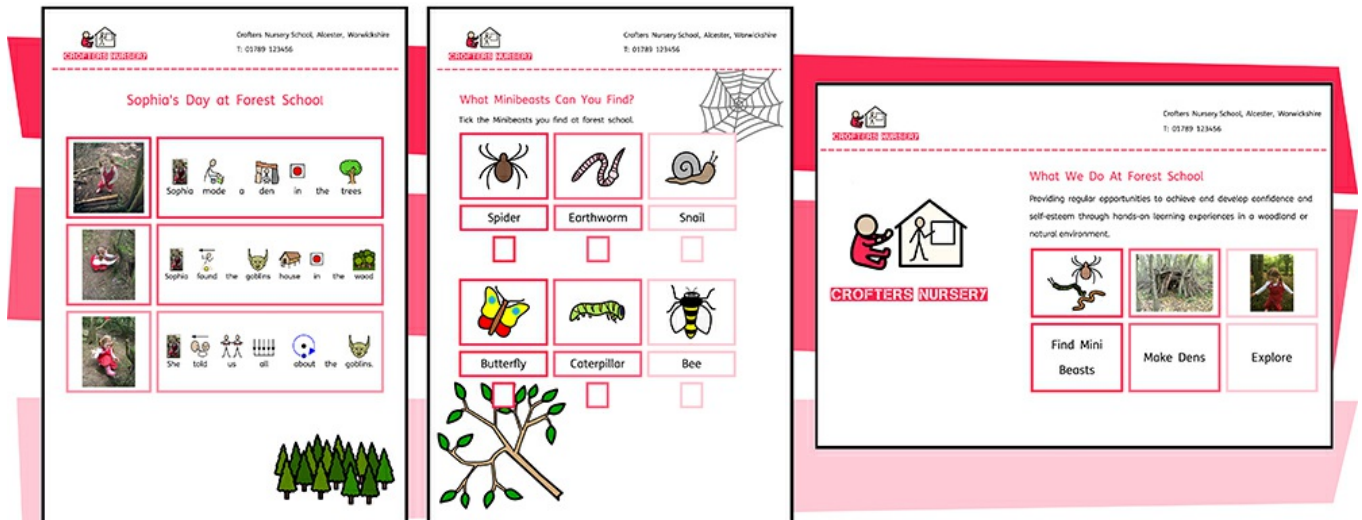 CROFTERS NURSERY
Crofters Nursery School, Alcester, Warwickshire
T: 01789 123456
Sophia's Day at Forest School
Sophia made a den in the trees
Sophia found the goblins house in the wood
She told us all about the goblins.
CROFTERS NURSERY
Crofters Nursery School, Alcester, Warwickshire
T: 01789 123456
What Minibeasts Can You Find?
Tick the Minibeasts you find at forest school.
Spider Earthworm Snail
Butterfly Caterpillar Bee
CROFTERS NURSERY
Crofters Nursery School, Alcester, Warwickshire
T: 01789 123456
What We Do At Forest School
Providing regular opportunities to achieve and develop confidence and
self-esteem through hands-on learning experiences in a woodland or
natural environment.
CROFTERS NURSERY
Find Mini
Beasts
Make Dens
Explore